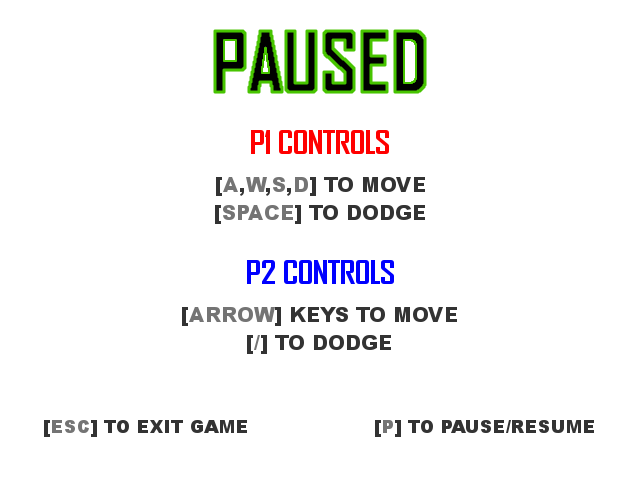 PAUSED
P1 CONTROLS
[A,W,S,D] TO MOVE
[SPACE] TO DODGE
P2 CONTROLS
[ARROW] KEYS TO MOVE
[/] TO DODGE
[ESC] TO EXIT GAME
[P] TO PAUSE/RESUME